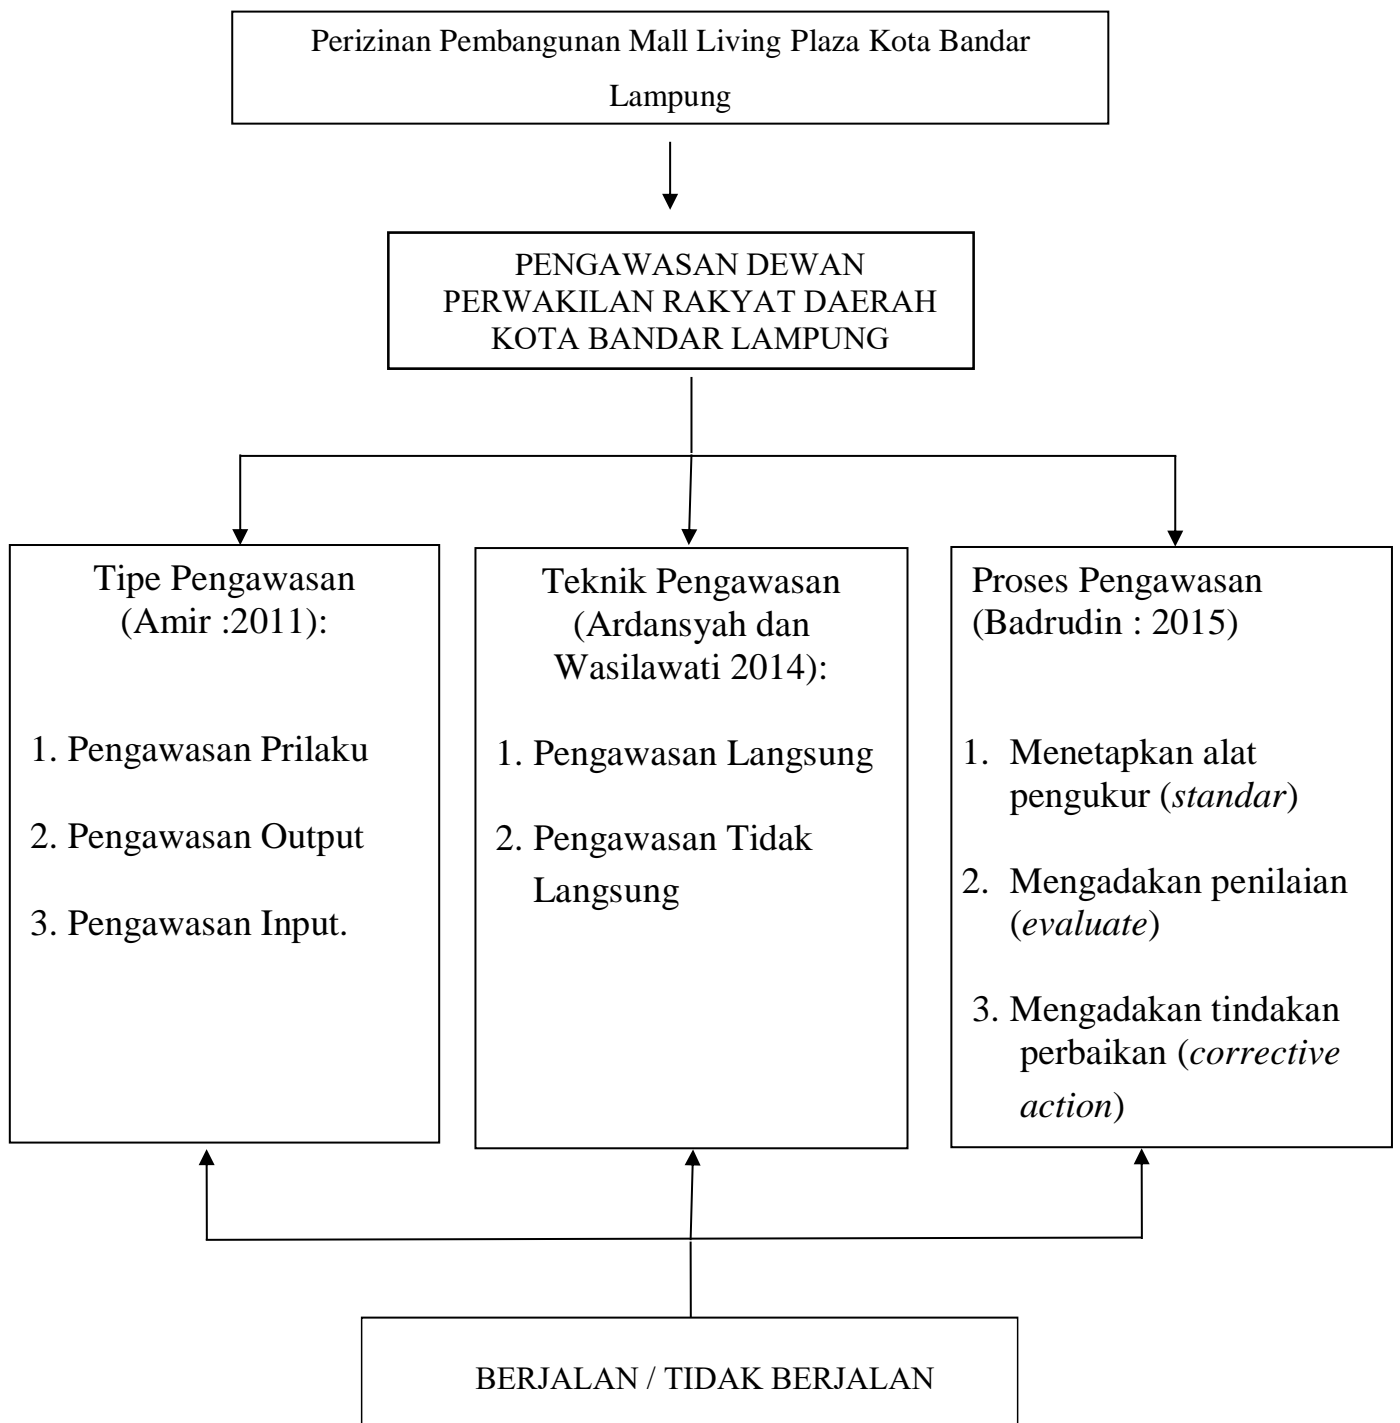 Perizinan Pembangunan Mall Living Plaza Kota Bandar
Lampung
PENGAWASAN DEWAN
PERWAKILAN RAKYAT DAERAH
KOTA BANDAR LAMPUNG
Tipe Pengawasan
(Amir :2011):
1. Pengawasan Prilaku
2. Pengawasan Output
3. Pengawasan Input.
Teknik Pengawasan
(Ardansyah dan
Wasilawati 2014):
1. Pengawasan Langsung
2. Pengawasan Tidak
Langsung
Proses Pengawasan
(Badrudin : 2015)
1. Menetapkan alat
pengukur (standar)
2. Mengadakan penilaian
(evaluate)
3. Mengadakan tindakan
perbaikan (corrective
action)
BERJALAN / TIDAK BERJALAN